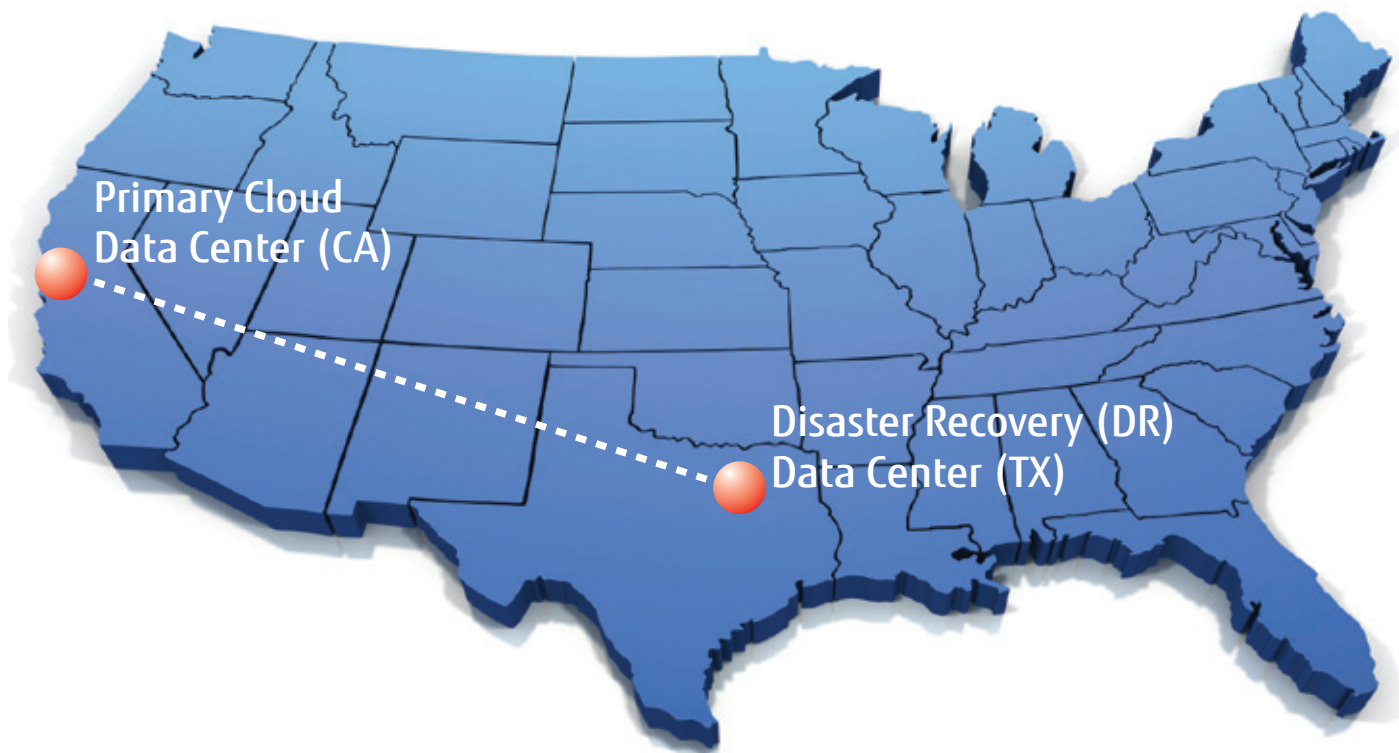 Primary Cloud
Data Center (CA)
Disaster Recovery (DR)
Data Center (TX)